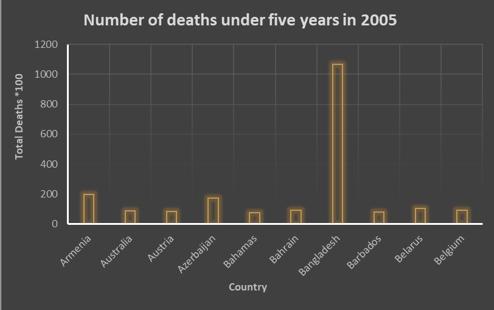 Number of deaths under five years in 2005
Total Deaths *100
1200
1000
800
600
400
200
0
Armenia
Australia
Austria
Azerbaijan
Bahamas
Bahrain
Bangladesh
Barbados
Belarus
Belgium
Country